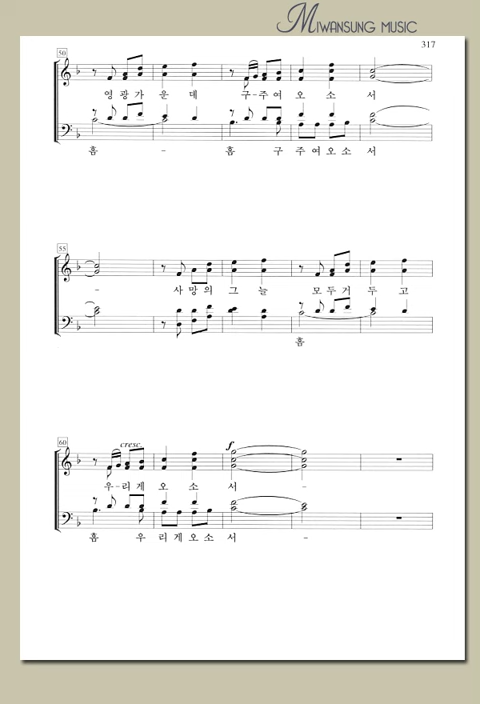 MIWANSUNG MUSIC
317
50
영광가 운 데 구-주여 오 소 서
흠 - 흠 구 주여오소 서
55
- 사망의 그 늘 모두거 두 고
흠
60
cresc.
f
우-리게 오 소 서 -
흠 우 리게오소 서 -